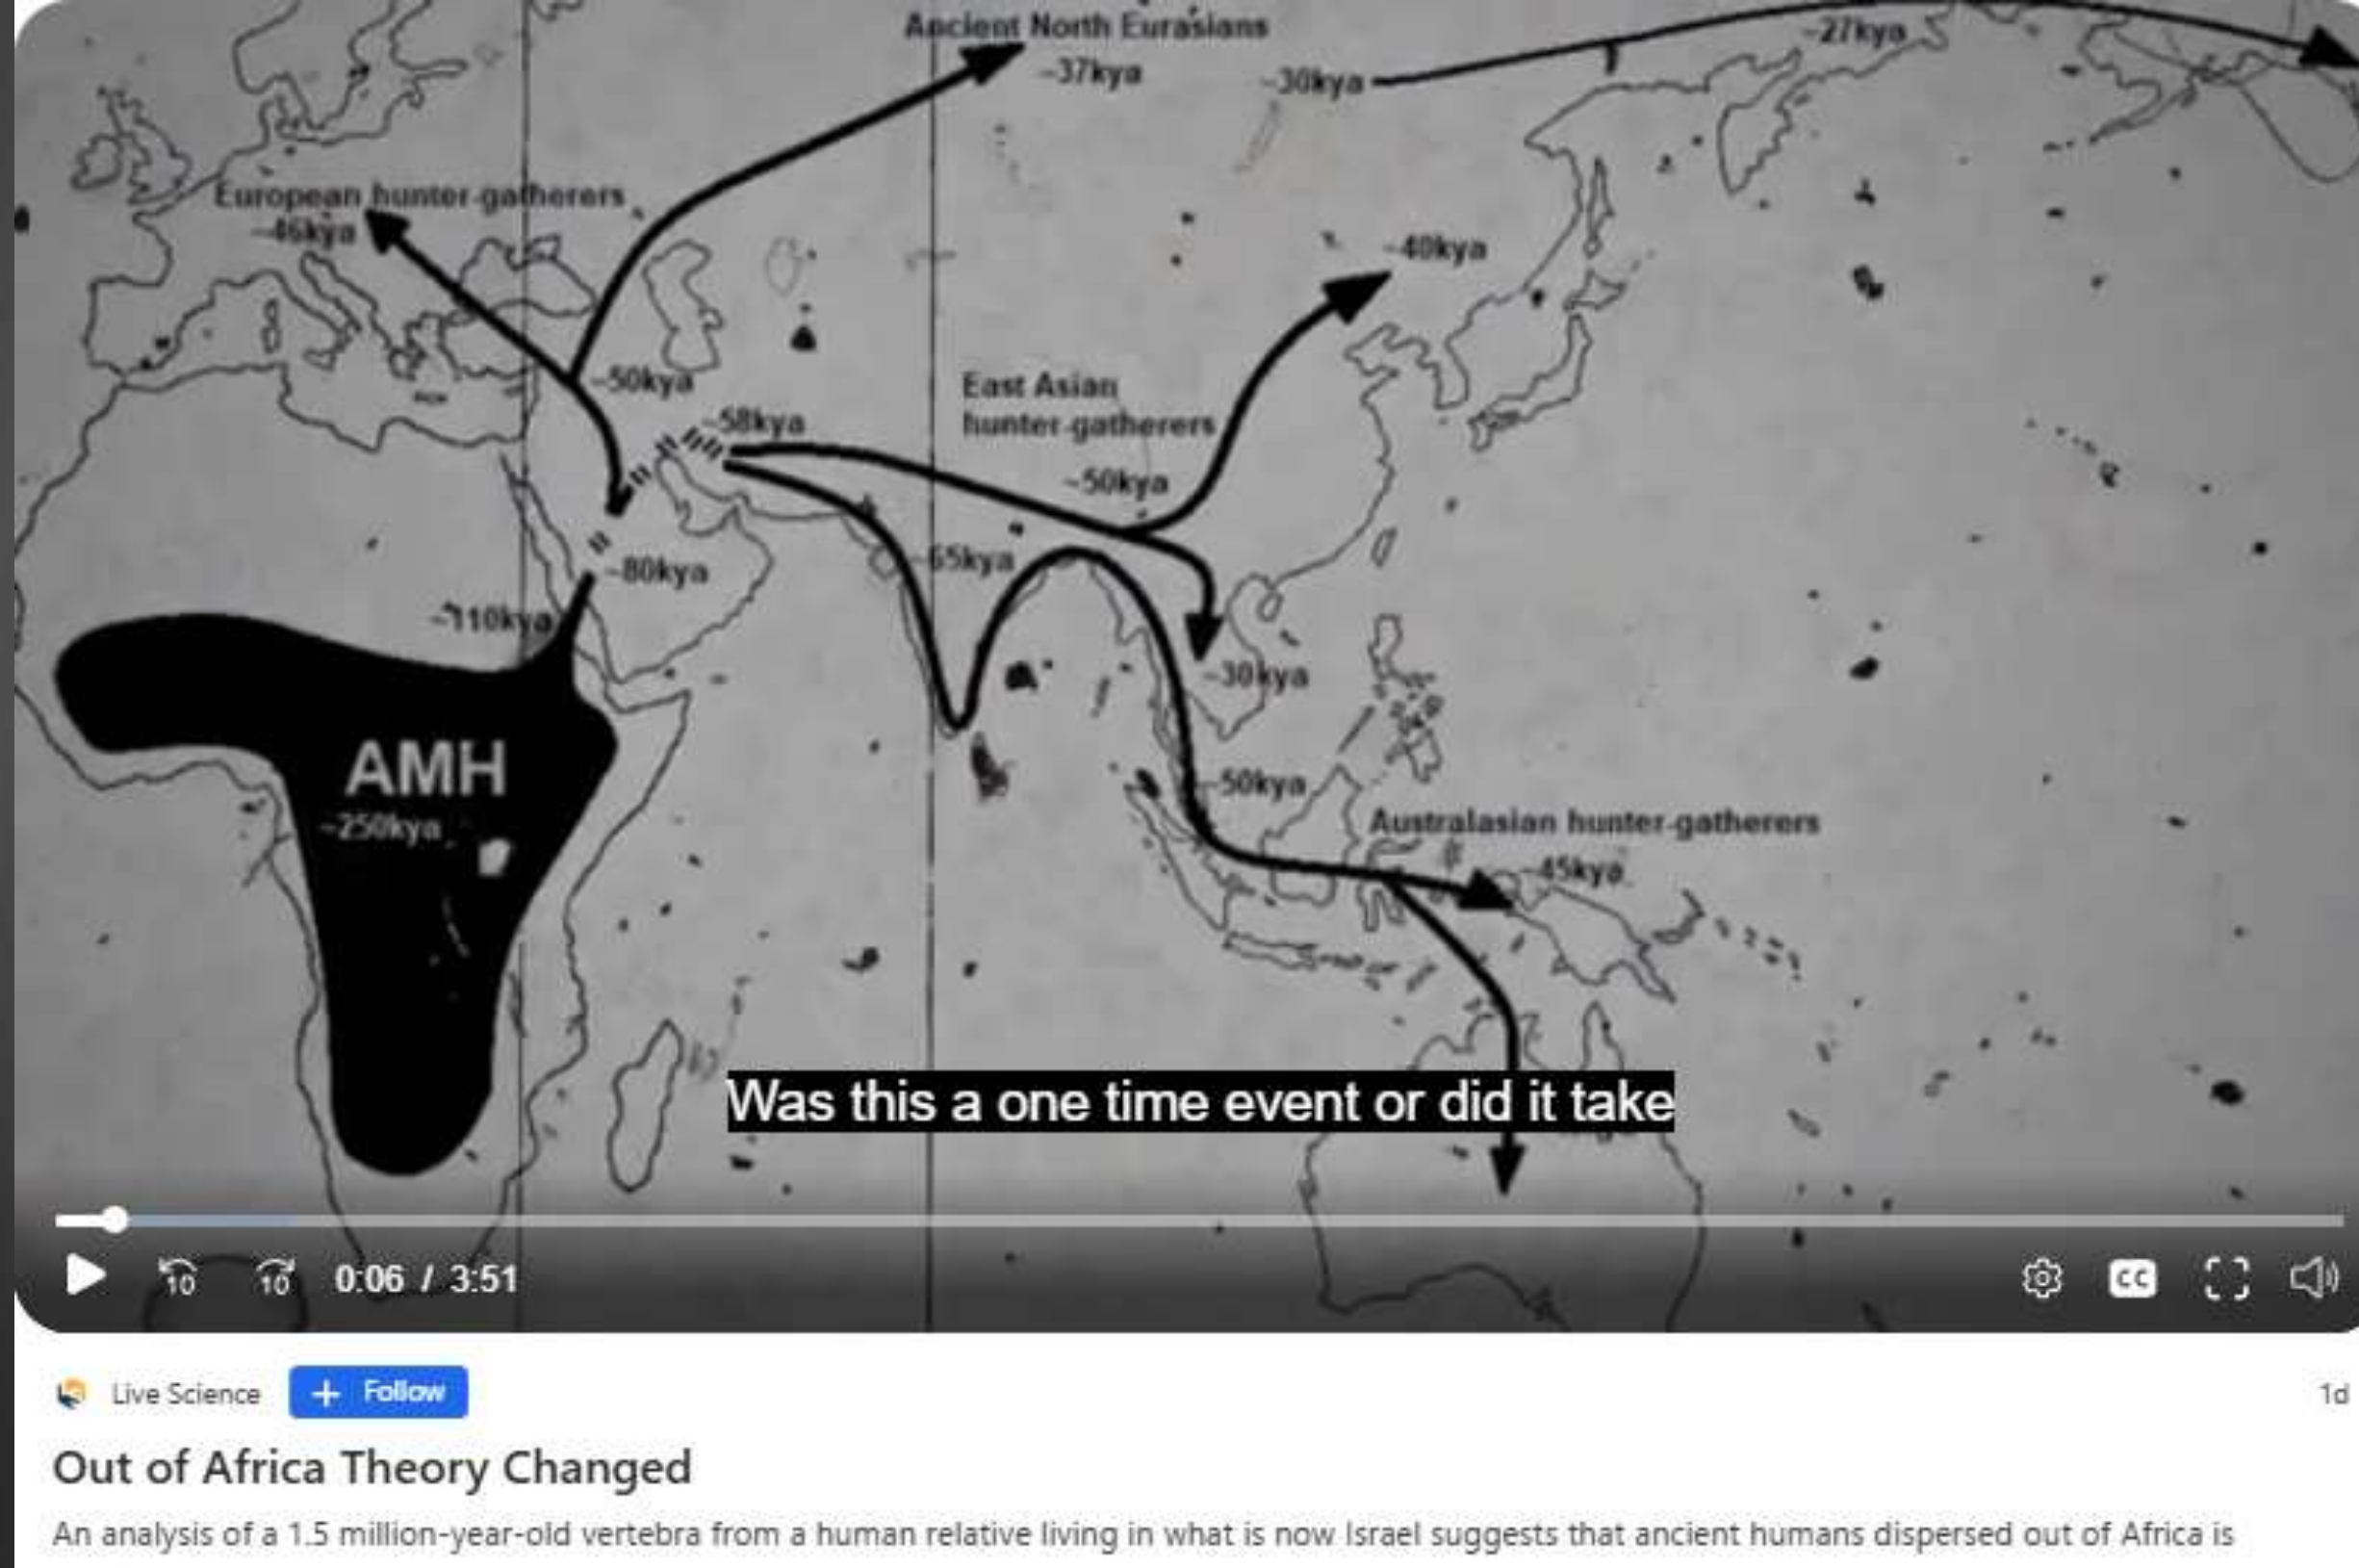 Ancient North Eurasians
~27kya
~37kya
~30kya
European hunter-gatherers
~46kya
~40kya
~50kya
East Asian
hunter-gatherers
~58kya
~50kya
~65kya
~80kya
~110kya
~30kya
AMH
~250kya
~50kya
Australasian hunter-gatherers
~45kya
Was this a one time event or did it take
10
10
0:06 / 3:51
CC
Live Science
+ Follow
1d
Out of Africa Theory Changed
An analysis of a 1.5 million-year-old vertebra from a human relative living in what is now Israel suggests that ancient humans dispersed out of Africa is